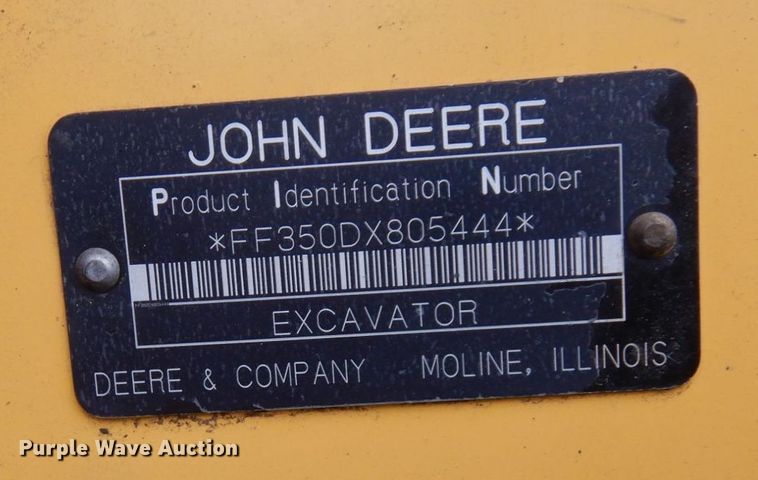 JOHN DEERE
Product Identification Number
*FF350DX805444*
EXCAVATOR
DEERE & COMPANY MOLINE, ILLINOIS
Purple Wave Auction